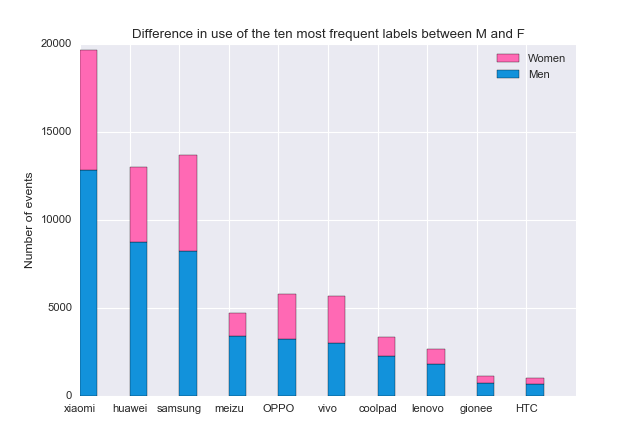 Difference in use of the ten most frequent labels between M and F
20000
15000
10000
5000
0
Number of events
Women
Men
xiaomi huawei samsung meizu OPPO vivo coolpad lenovo gionee HTC